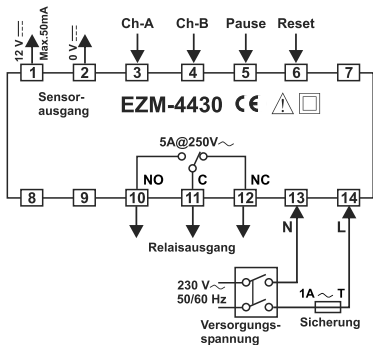 Ch-A Ch-B Pause Reset
12 V
Max.50mA
0 V
1 2 3 4 5 6 7
Sensor-
ausgang
EZM-4430 CE
5A@250V~
NO C NC
8 9 10 11 12 13 14
Relaisausgang
N L
230 V~
50/60 Hz
1A ~ T
Versorgungs-
spannung
Sicherung